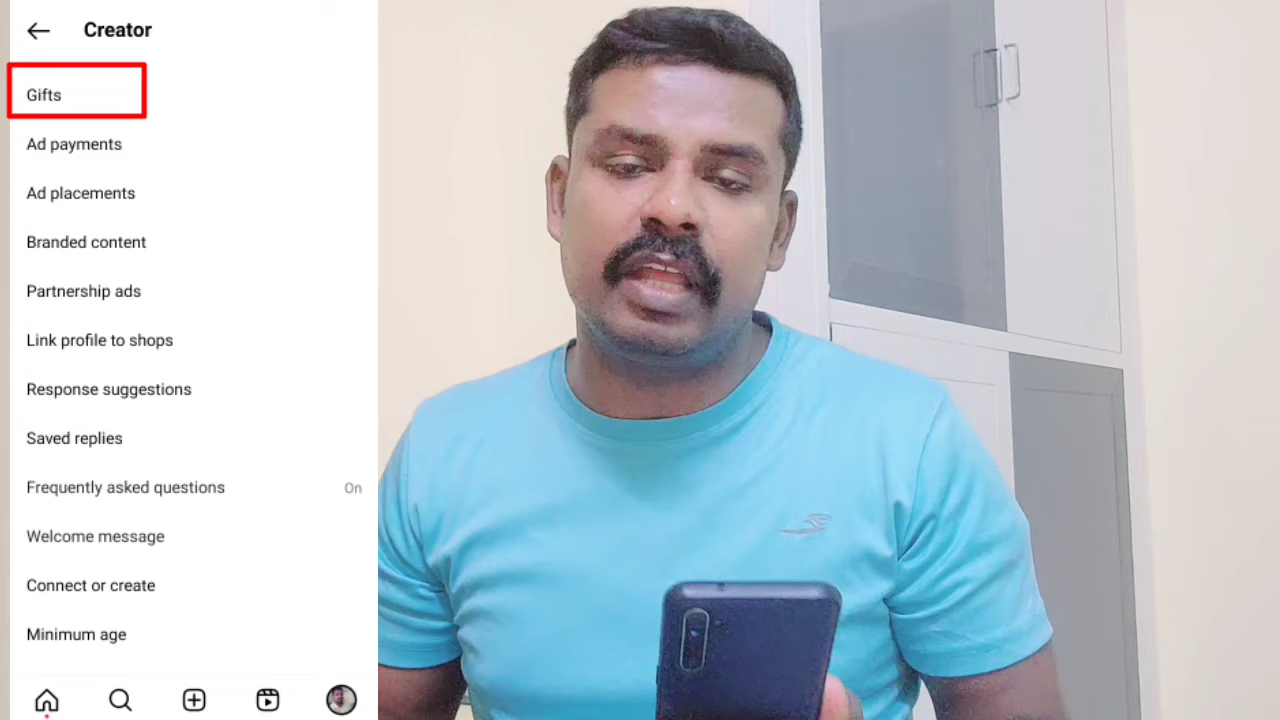 Creator
Gifts
Ad payments
Ad placements
Branded content
Partnership ads
Link profile to shops
Response suggestions
Saved replies
Frequently asked questions On
Welcome message
Connect or create
Minimum age